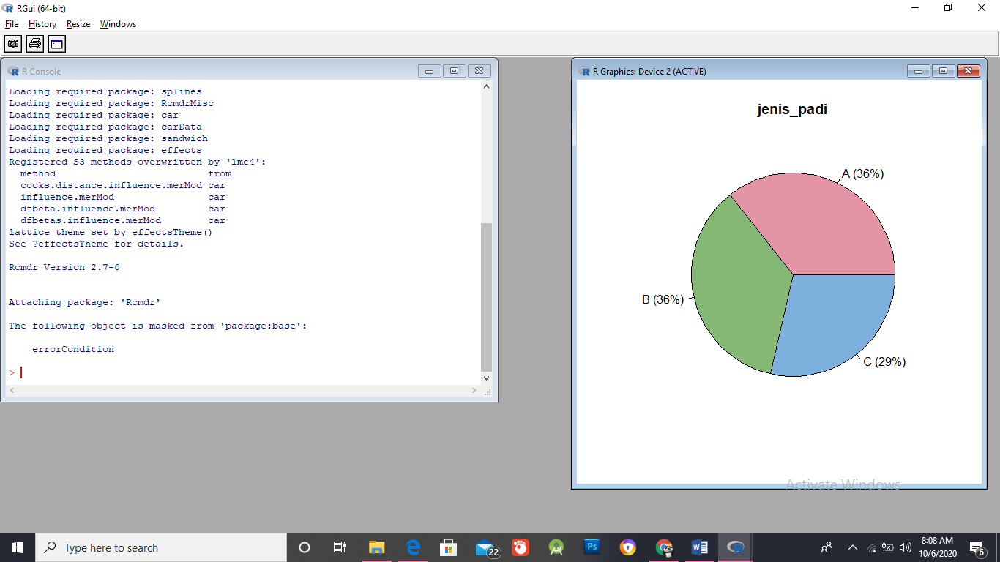 RGui (64-bit)
File History Resize Windows
R Console
Loading required package: splines
Loading required package: RcmdrMisc
Loading required package: car
Loading required package: carData
Loading required package: sandwich
Loading required package: effects
Registered S3 methods overwritten by 'lme4':
  method                          from
  cooks.distance.influence.merMod car
  influence.merMod                car
  dfbeta.influence.merMod         car
  dfbetas.influence.merMod        car
lattice theme set by effectsTheme()
See ?effectsTheme for details.
Rcmdr Version 2.7-0
Attaching package: 'Rcmdr'
The following object is masked from 'package:base':
    errorCondition
>
R Graphics: Device 2 (ACTIVE)
jenis_padi
A (36%)
B (36%)
C (29%)
Activate Windows
Type here to search
22
Ps
8:08 AM
10/6/2020
6